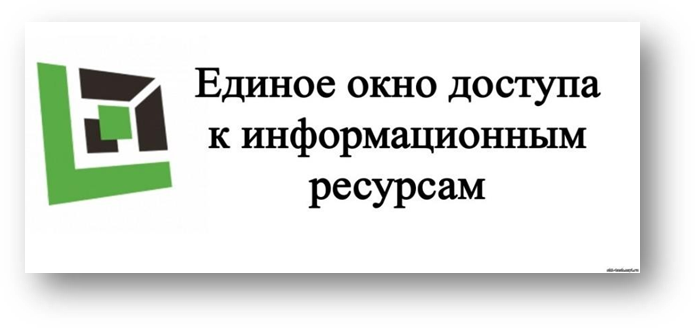 Единое окно доступа
к информационным
ресурсам